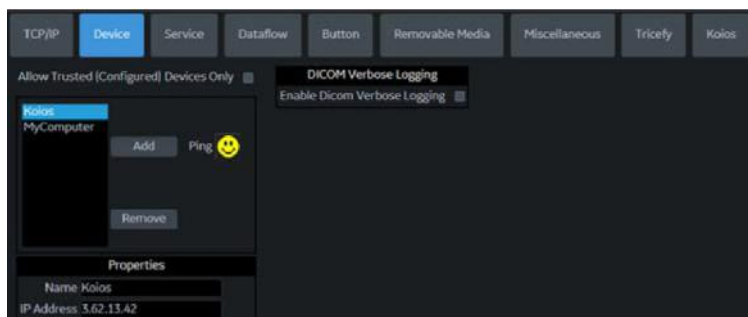 TCP/IP Device Service Dataflow Button Removable Media Miscellaneous Tricefy Koios
Allow Trusted (Configured) Devices Only
DICOM Verbose Logging
Enable Dicom Verbose Logging
Koios
MyComputer
Add Ping
Remove
Properties
Name Koios
IP Address 3.62.13.42